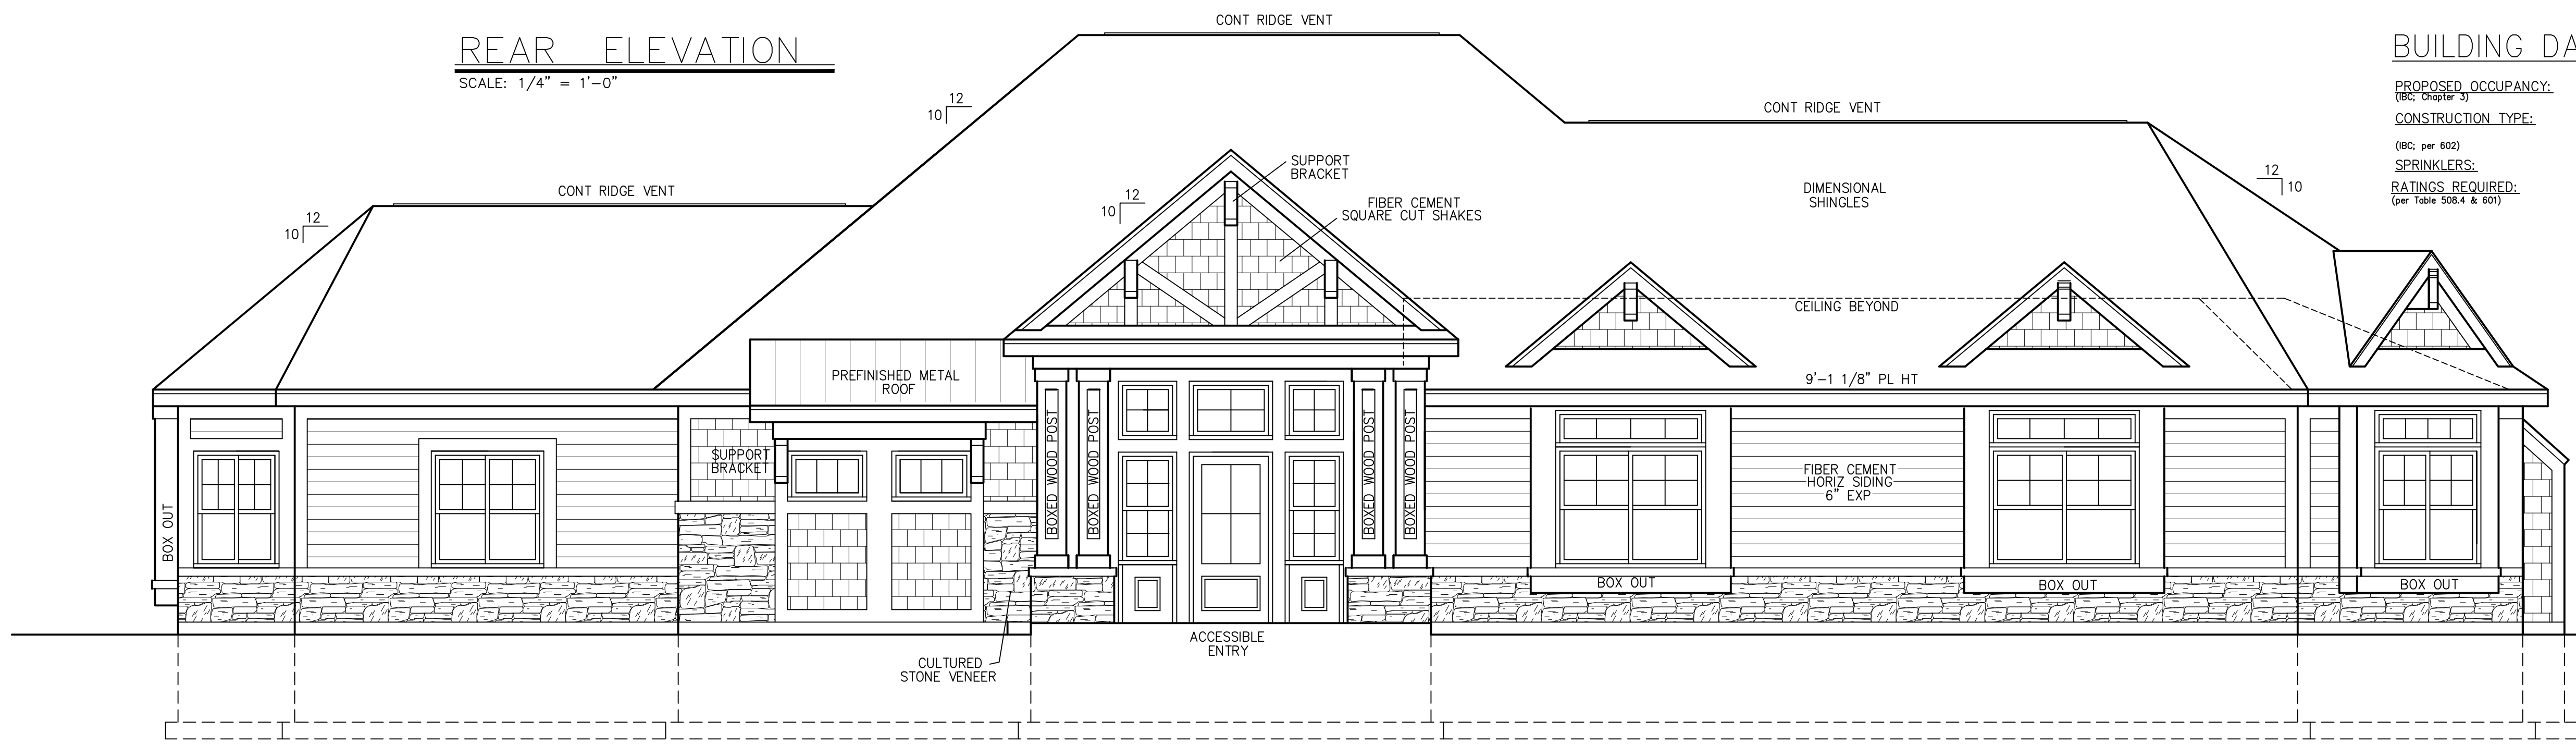 CONT RIDGE VENT
REAR ELEVATION
SCALE: 1/4" = 1'-0"
BUILDING DA
PROPOSED OCCUPANCY:
(IBC; Chapter 3)
CONSTRUCTION TYPE:
(IBC; per 602)
SPRINKLERS:
RATINGS REQUIRED:
(per Table 508.4 & 601)
12
10
CONT RIDGE VENT
SUPPORT
BRACKET
12
10
CONT RIDGE VENT
DIMENSIONAL
SHINGLES
12
10
FIBER CEMENT
SQUARE CUT SHAKES
12
10
CEILING BEYOND
PREFINISHED METAL
ROOF
9'-1 1/8" PL HT
SUPPORT
BRACKET
BOXED WOOD POST
BOXED WOOD POST
BOXED WOOD POST
BOXED WOOD POST
FIBER CEMENT
HORIZ SIDING
6" EXP
BOX OUT
BOX OUT
BOX OUT
BOX OUT
ACCESSIBLE
ENTRY
CULTURED
STONE VENEER